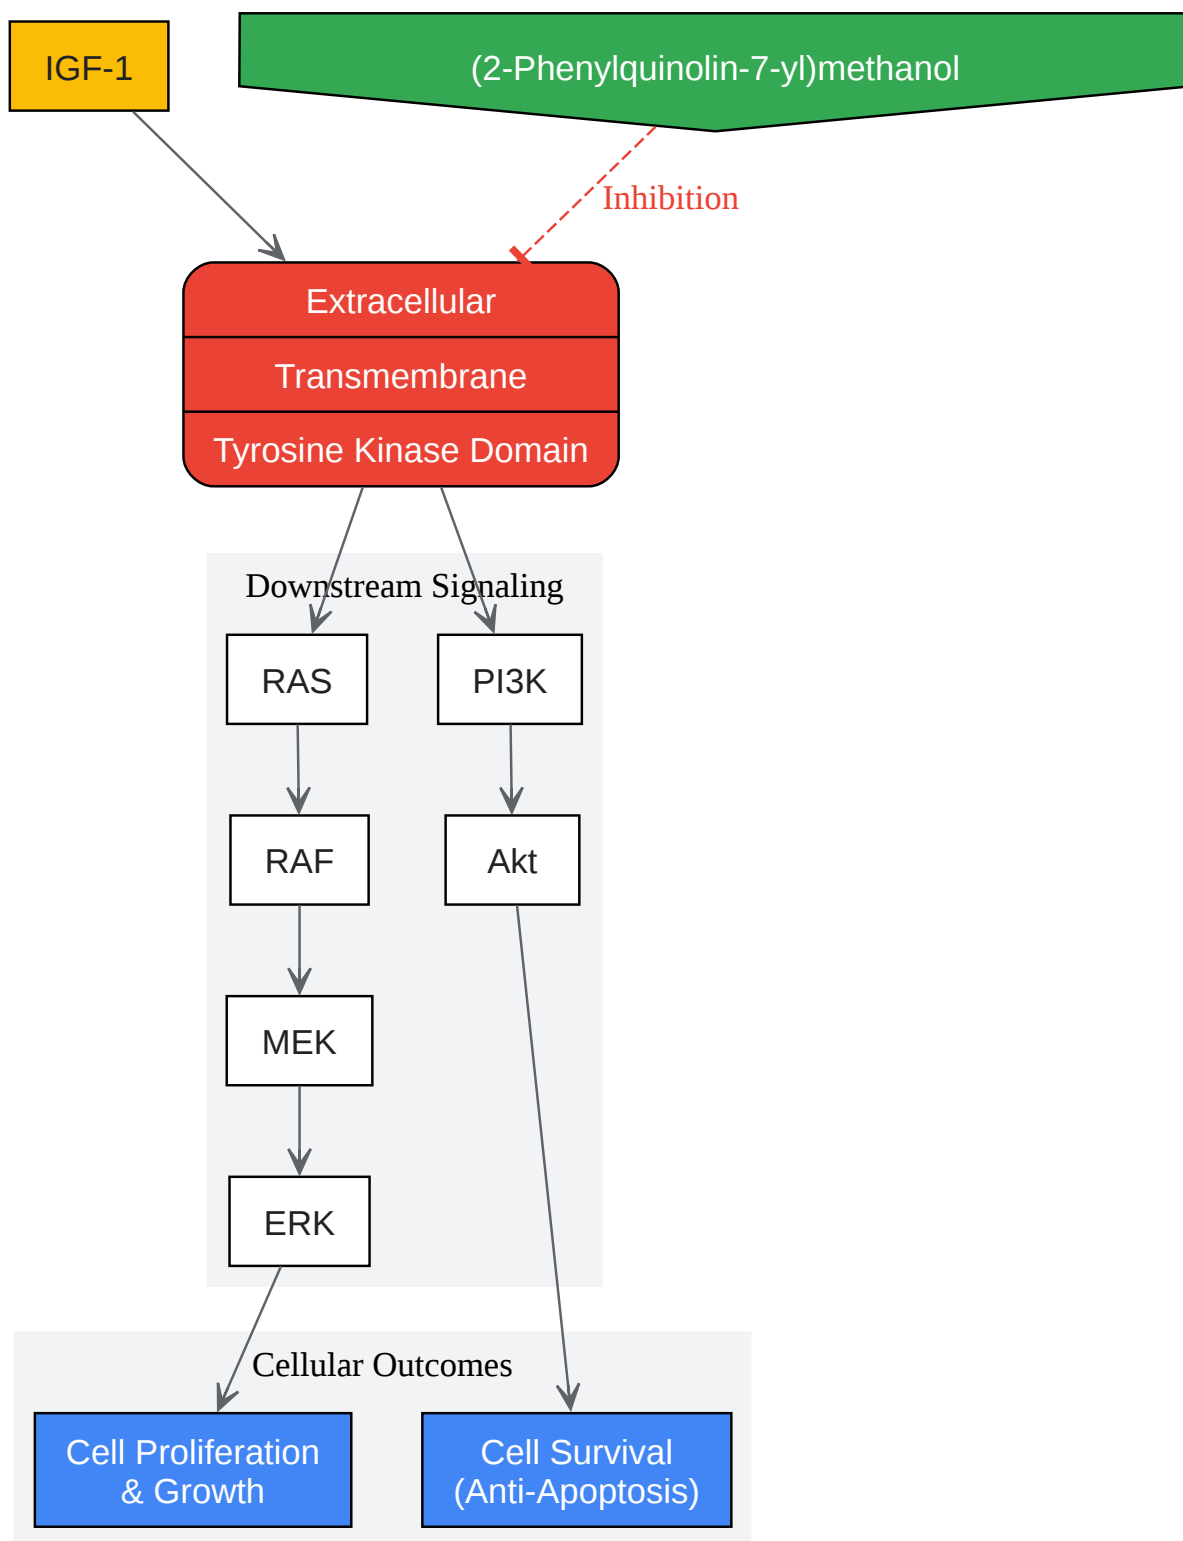 IGF-1
(2-Phenylquinolin-7-yl)methanol
Inhibition
Extracellular
Transmembrane
Tyrosine Kinase Domain
Downstream Signaling
RAS
PI3K
RAF
Akt
MEK
ERK
Cellular Outcomes
Cell Proliferation
& Growth
Cell Survival
(Anti-Apoptosis)